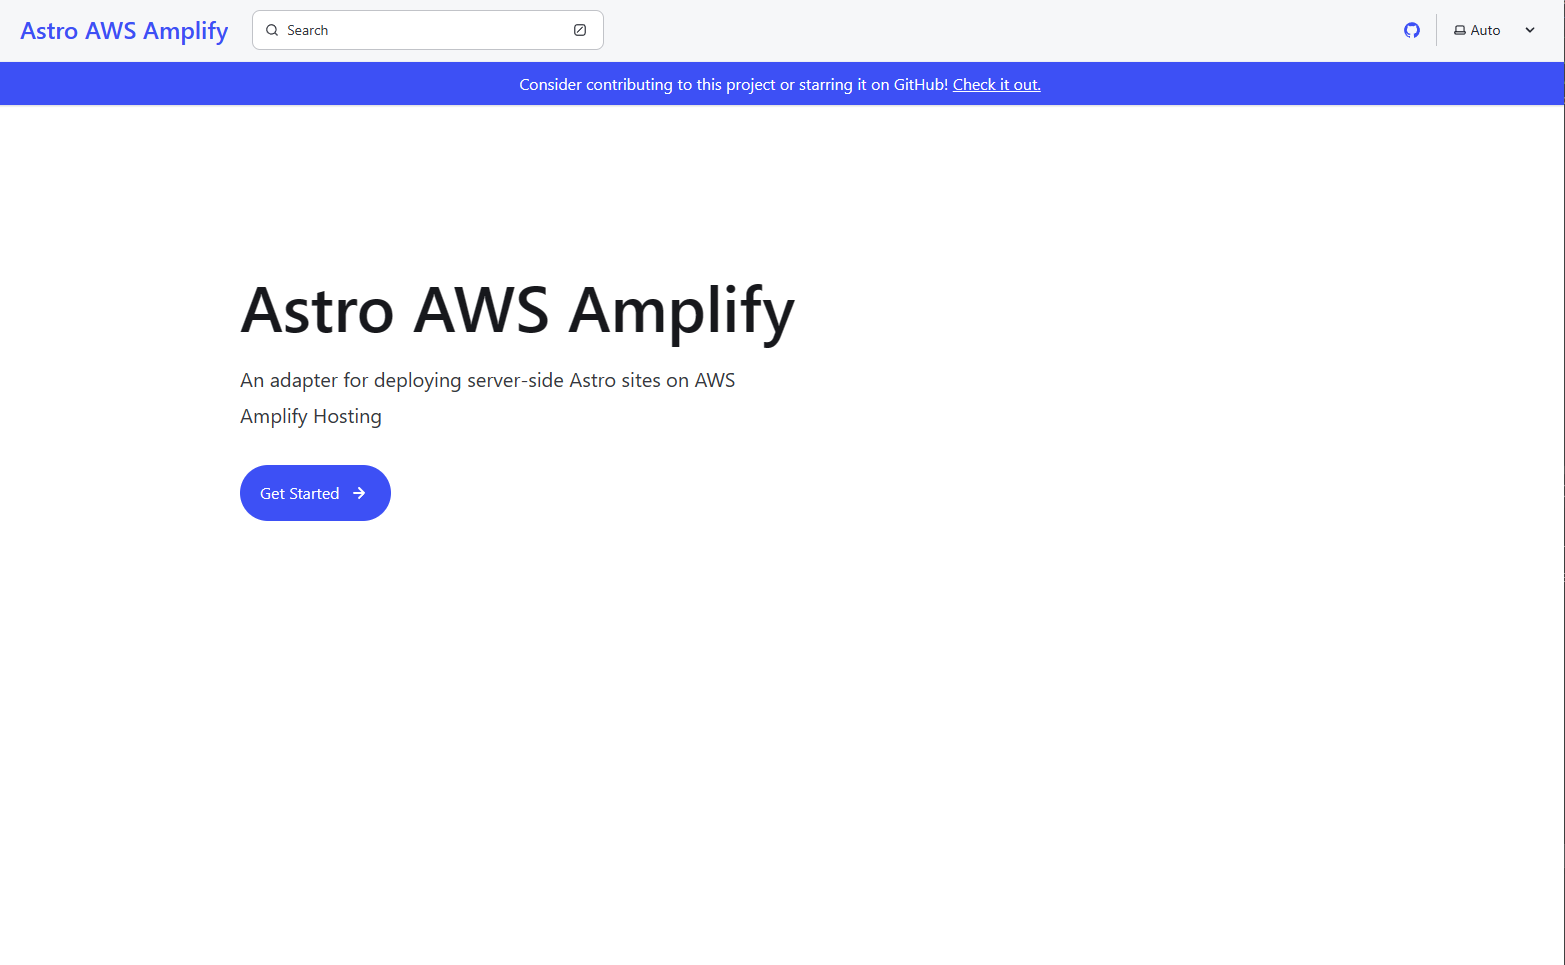 Astro AWS Amplify
Search
Auto
Consider contributing to this project or starring it on GitHub! Check it out.
Astro AWS Amplify
An adapter for deploying server-side Astro sites on AWS
Amplify Hosting
Get Started